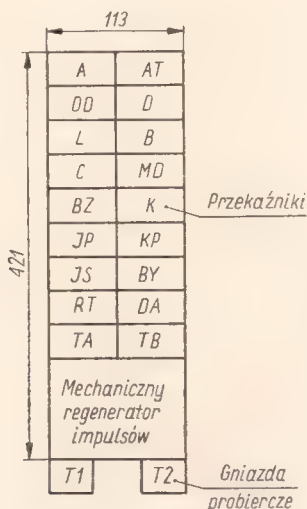 113
421
A AT
DD D
L B
C MD
BZ K Przekaźniki
JP KP
JS BY
RT DA
TA TB
Mechaniczny
regenerator
impulsów
T1 T2 Gniazda
probiercze